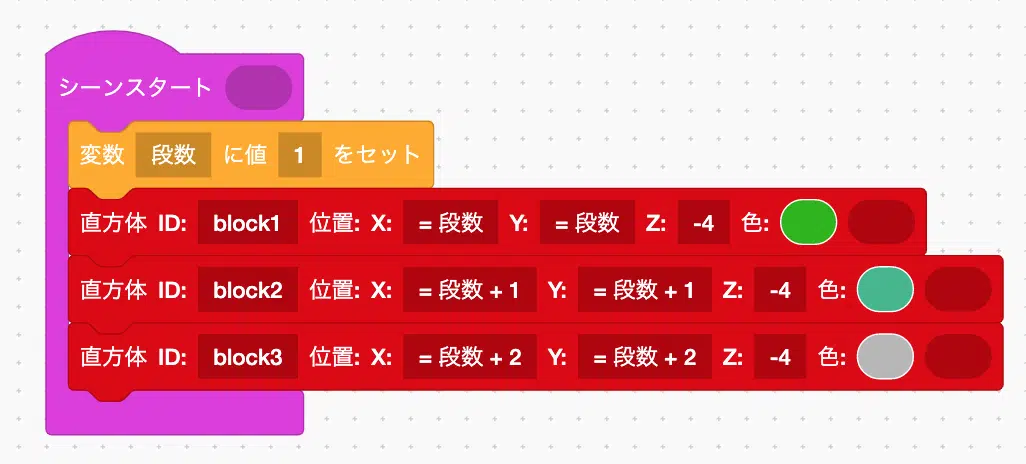 シーンスタート
変数 段数 に値 1 をセット
直方体 ID: block1 位置: X: = 段数 Y: = 段数 Z: -4 色:
直方体 ID: block2 位置: X: = 段数 + 1 Y: = 段数 + 1 Z: -4 色:
直方体 ID: block3 位置: X: = 段数 + 2 Y: = 段数 + 2 Z: -4 色: